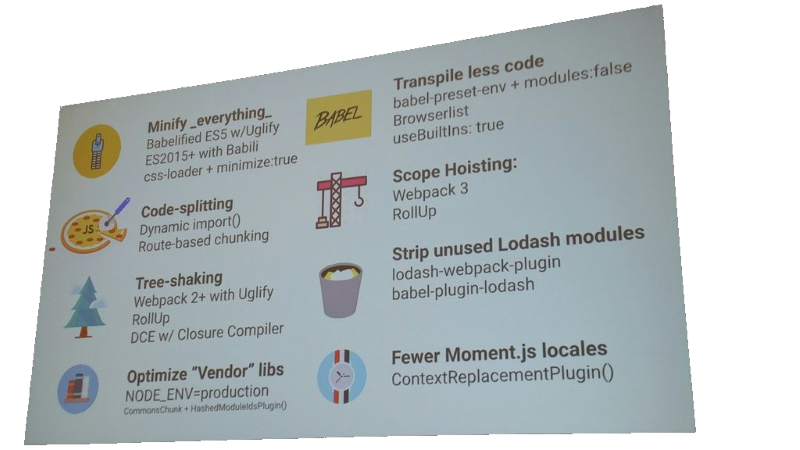 Minify _everything_
Babelified ES5 w/Uglify
ES2015+ with Babili
css-loader + minimize:true
JS
Code-splitting
Dynamic import()
Route-based chunking
Tree-shaking
Webpack 2+ with Uglify
RollUp
DCE w/ Closure Compiler
Optimize “Vendor” libs
NODE_ENV=production
CommonsChunk + HashedModuleIdsPlugin()
BABEL
Transpile less code
babel-preset-env + modules:false
Browserlist
useBuiltIns: true
Scope Hoisting:
Webpack 3
RollUp
Strip unused Lodash modules
lodash-webpack-plugin
babel-plugin-lodash
Fewer Moment.js locales
ContextReplacementPlugin()